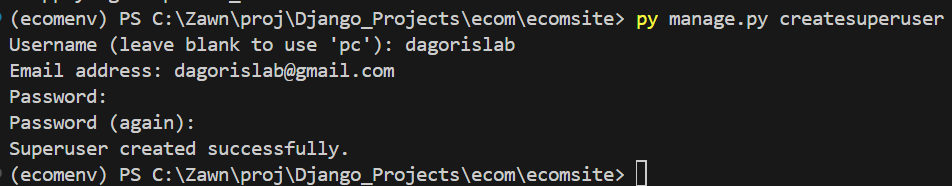 (ecomenv) PS C:\Zawn\proj\Django_Projects\ecom\ecomsite> py manage.py createsuperuser
Username (leave blank to use 'pc'): dagorislab
Email address: dagorislab@gmail.com
Password:
Password (again):
Superuser created successfully.
(ecomenv) PS C:\Zawn\proj\Django_Projects\ecom\ecomsite>